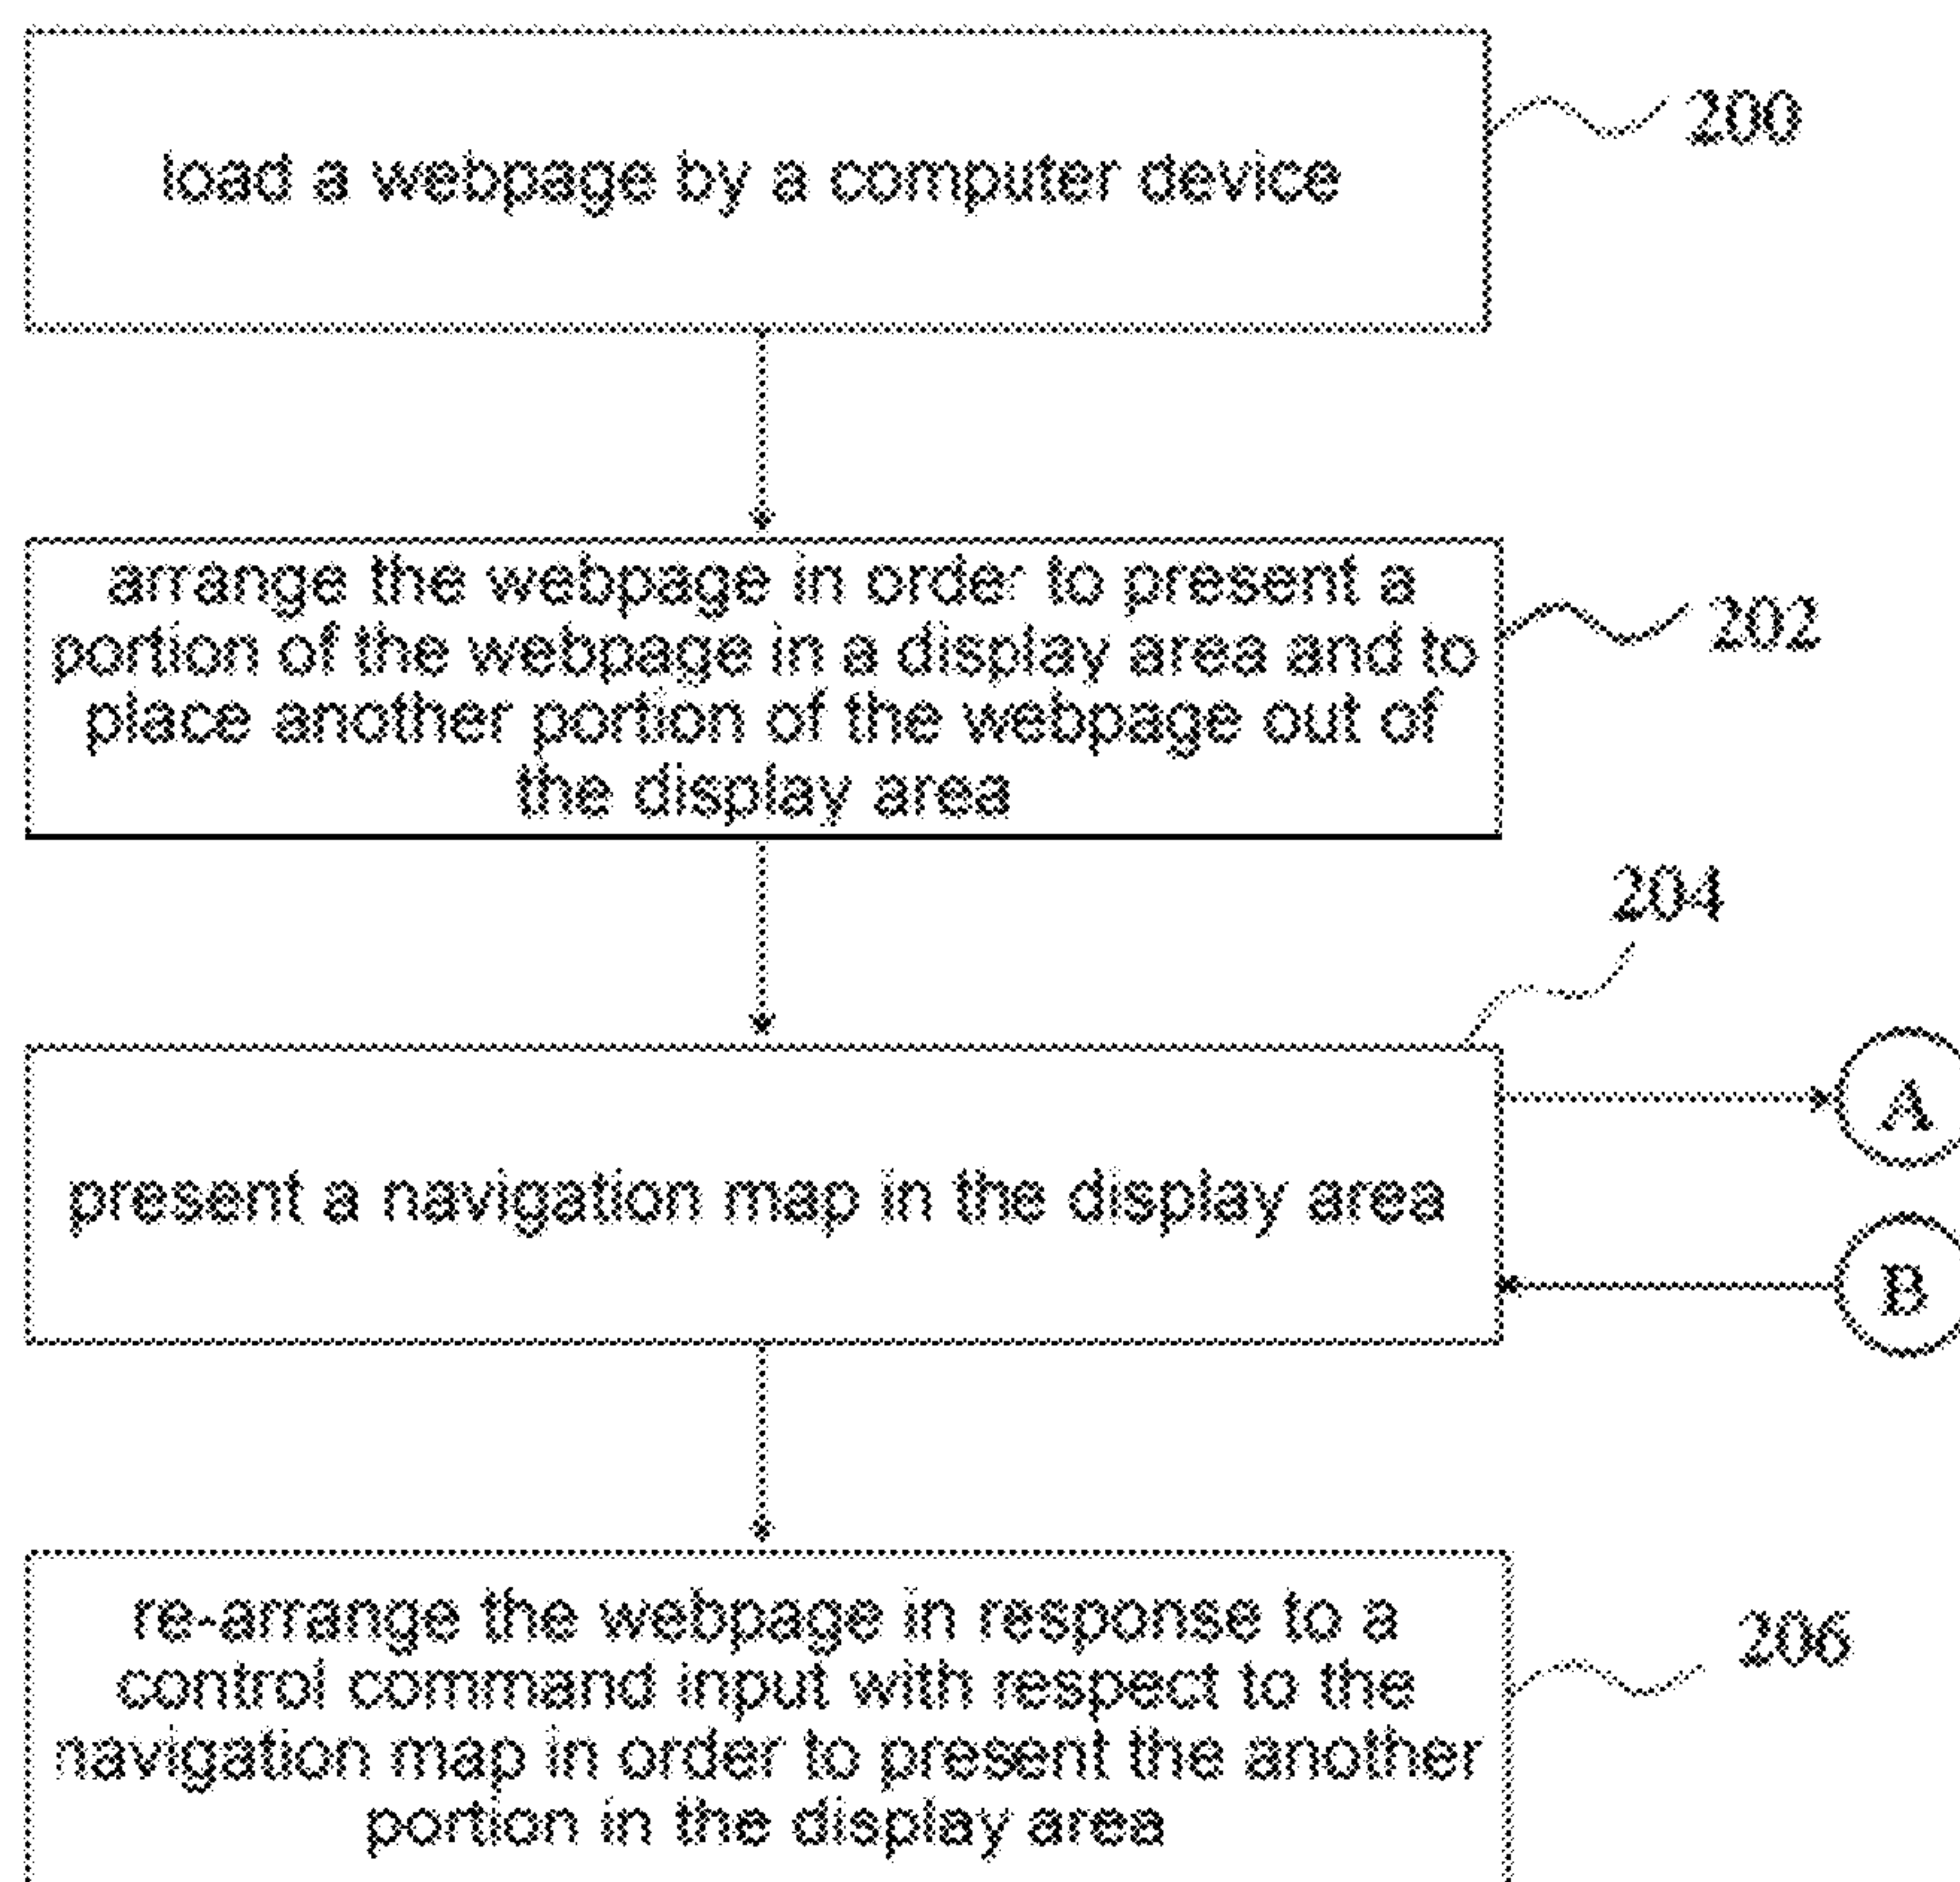 load a webpage by a computer device
200
arrange the webpage in order to present a
portion of the webpage in a display area and to
place another portion of the webpage out of
the display area
202
204
present a navigation map in the display area
A
B
re-arrange the webpage in response to a
control command input with respect to the
navigation map in order to present the another
portion in the display area
206